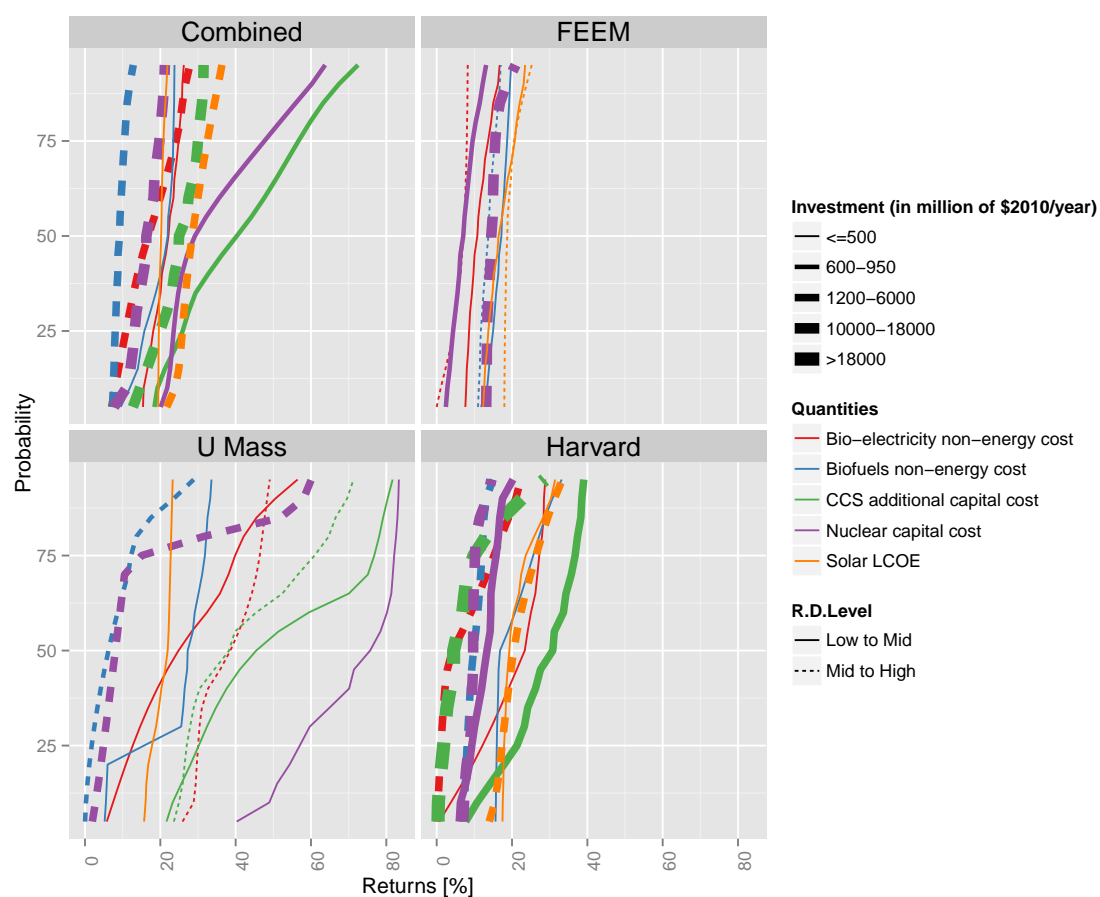 Combined
FEEM
75
50
25
U Mass
Harvard
75
50
25
0 20 40 60 80
0 20 40 60 80
Probability
Returns [%]
Investment (in million of $2010/year)
<=500
600−950
1200−6000
10000−18000
>18000
Quantities
Bio−electricity non−energy cost
Biofuels non−energy cost
CCS additional capital cost
Nuclear capital cost
Solar LCOE
R.D.Level
Low to Mid
Mid to High